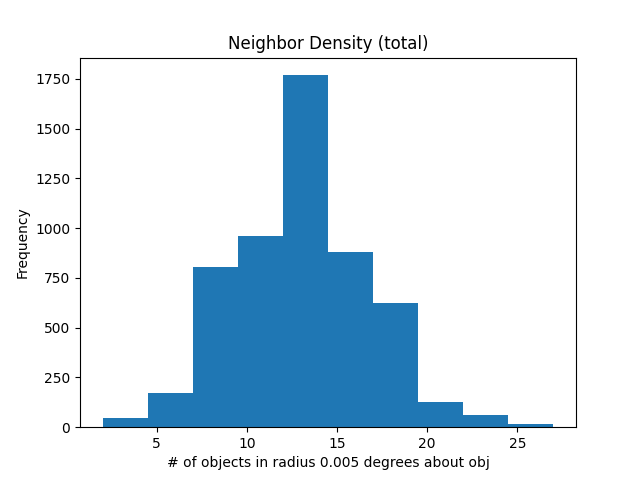 Neighbor Density (total)
1750
1500
1250
1000
750
500
250
0
Frequency
5 10 15 20 25
# of objects in radius 0.005 degrees about obj